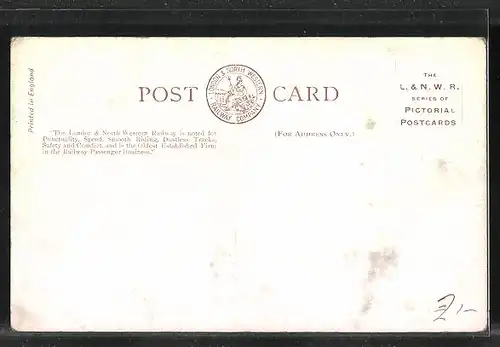 Printed in England
POST CARD
LONDON & NORTH WESTERN
RAILWAY COMPANY
THE
L. & N. W. R.
SERIES OF
PICTORIAL
POSTCARDS
"The London & North Western Railway is noted for
Punctuality, Speed, Smooth Riding, Dustless Tracks,
Safety and Comfort, and is the Oldest Established Firm
in the Railway Passenger Business."
(FOR ADDRESS ONLY.)